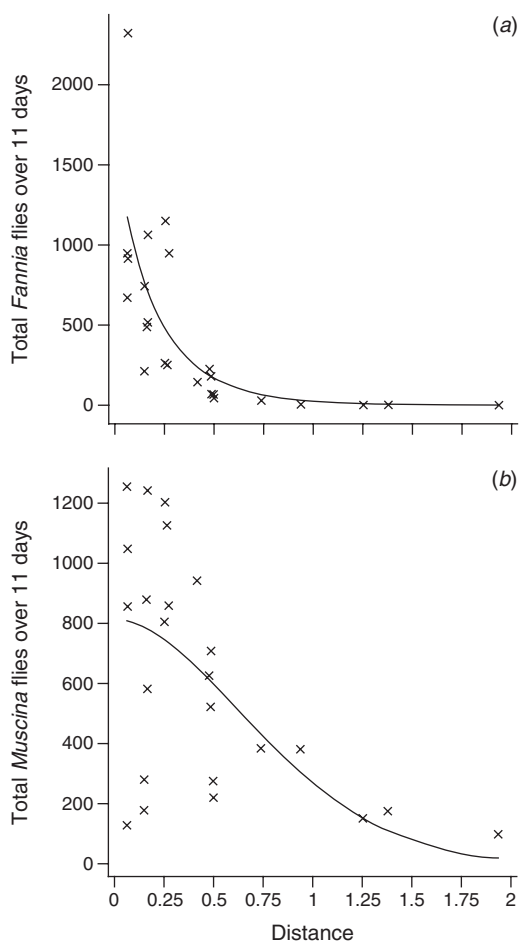 (a)
Total Fannia flies over 11 days
2000
1500
1000
500
0
(b)
Total Muscina flies over 11 days
1200
1000
800
600
400
200
0
0 0.25 0.5 0.75 1 1.25 1.5 1.75 2
Distance